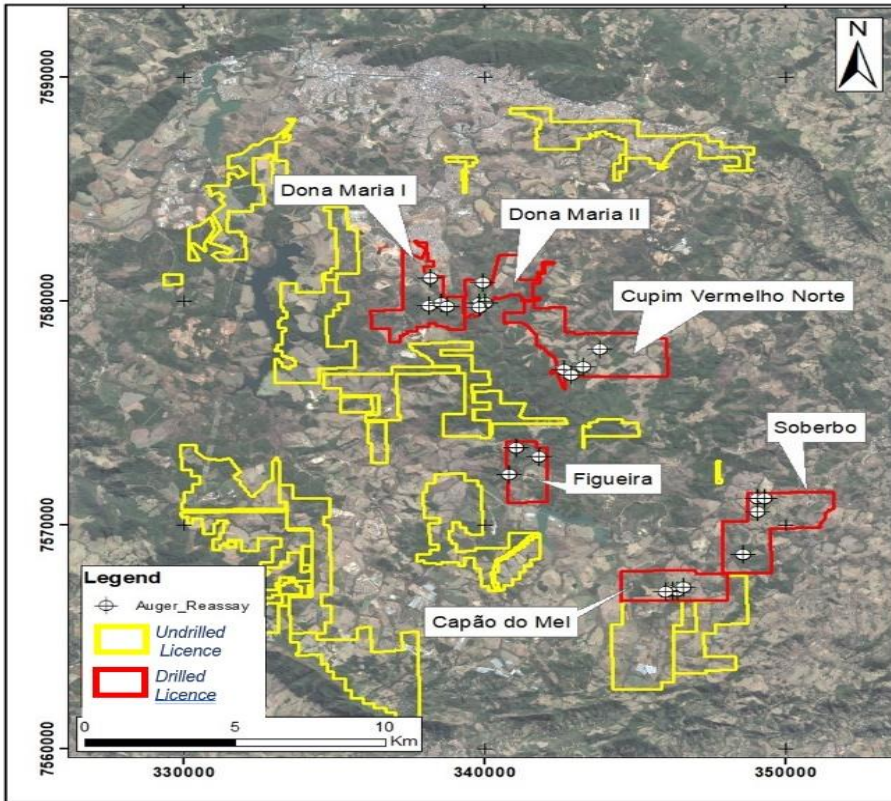 N
7590000
7580000
7570000
7560000
Dona Maria I
Dona Maria II
Cupim Vermelho Norte
Soberbo
Figueira
Capão do Mel
Legend
Auger_Reassay
Undrilled
Licence
Drilled
Licence
0 5 10
Km
330000 340000 350000